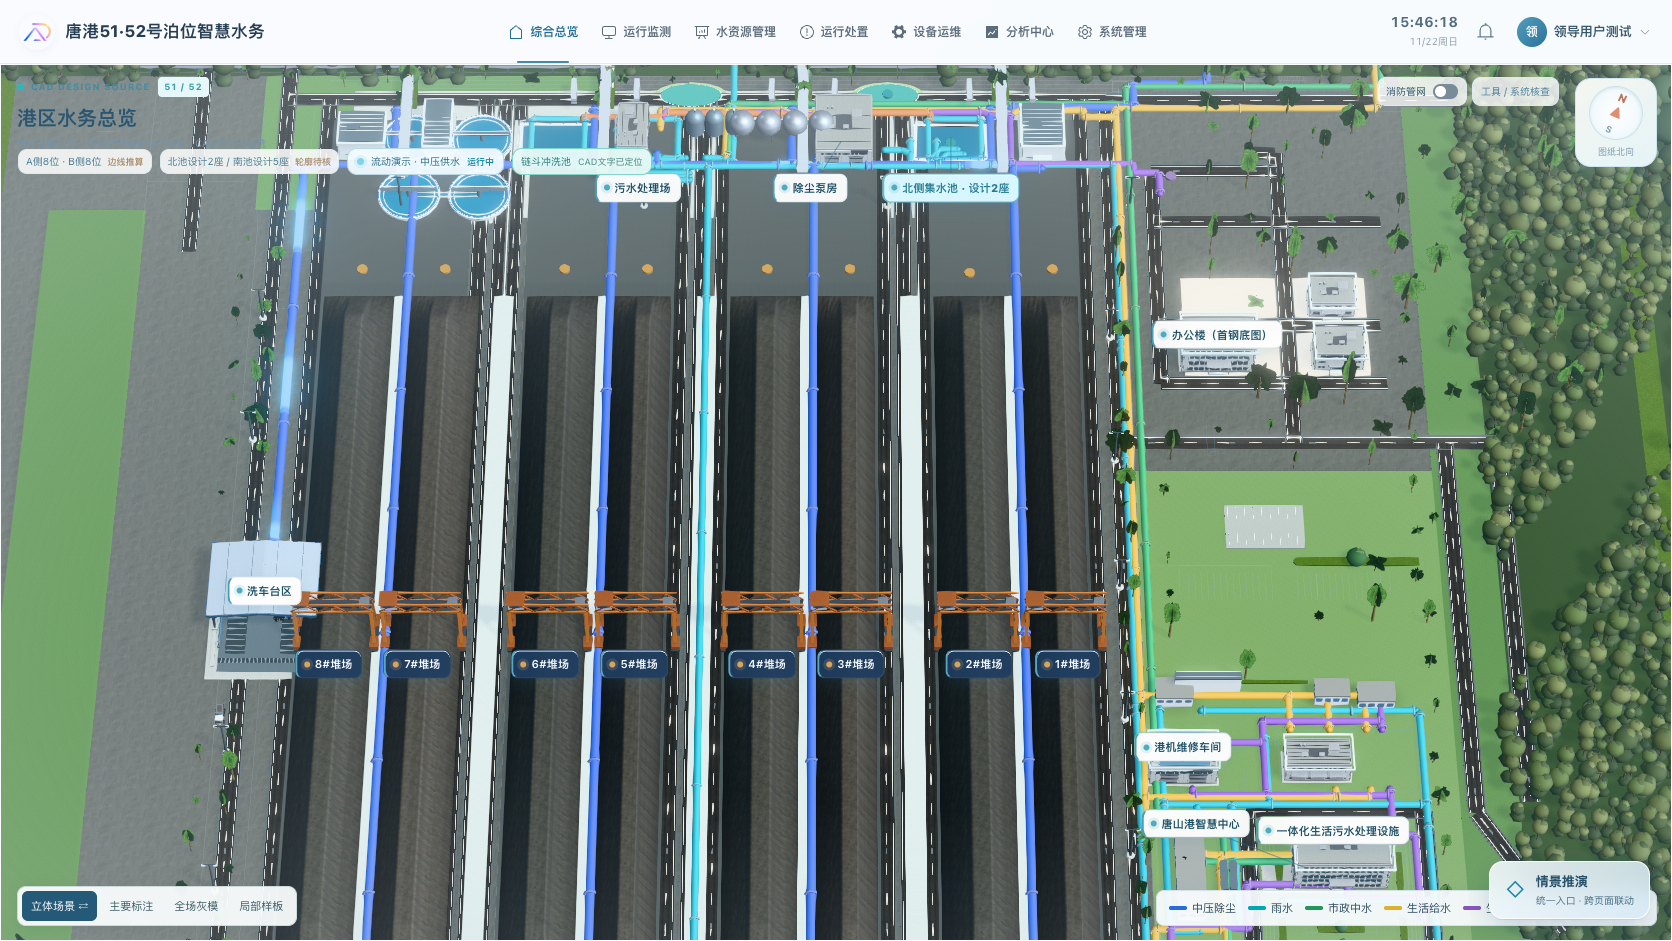 唐港51·52号泊位智慧水务
综合总览
运行监测
水资源管理
运行处置
设备运维
分析中心
系统管理
15:46:18
11/22周日
领
领导用户测试
CAD DESIGN SOURCE
51 / 52
港区水务总览
消防管网
工具 / 系统核查
N
S
图纸北向
A侧8位 · B侧8位 边线推算
北池设计2座 / 南池设计5座 轮廓待核
流动演示 · 中压供水 运行中
链斗冲洗池 CAD文字已定位
污水处理场
除尘泵房
北侧集水池 · 设计2座
办公楼（首钢底图）
洗车台区
8#堆场
7#堆场
6#堆场
5#堆场
4#堆场
3#堆场
2#堆场
1#堆场
港机维修车间
唐山港智慧中心
一体化生活污水处理设施
立体场景
主要标注
全场灰模
局部样板
中压除尘
雨水
市政中水
生活给水
情景推演
统一入口 · 跨页面联动